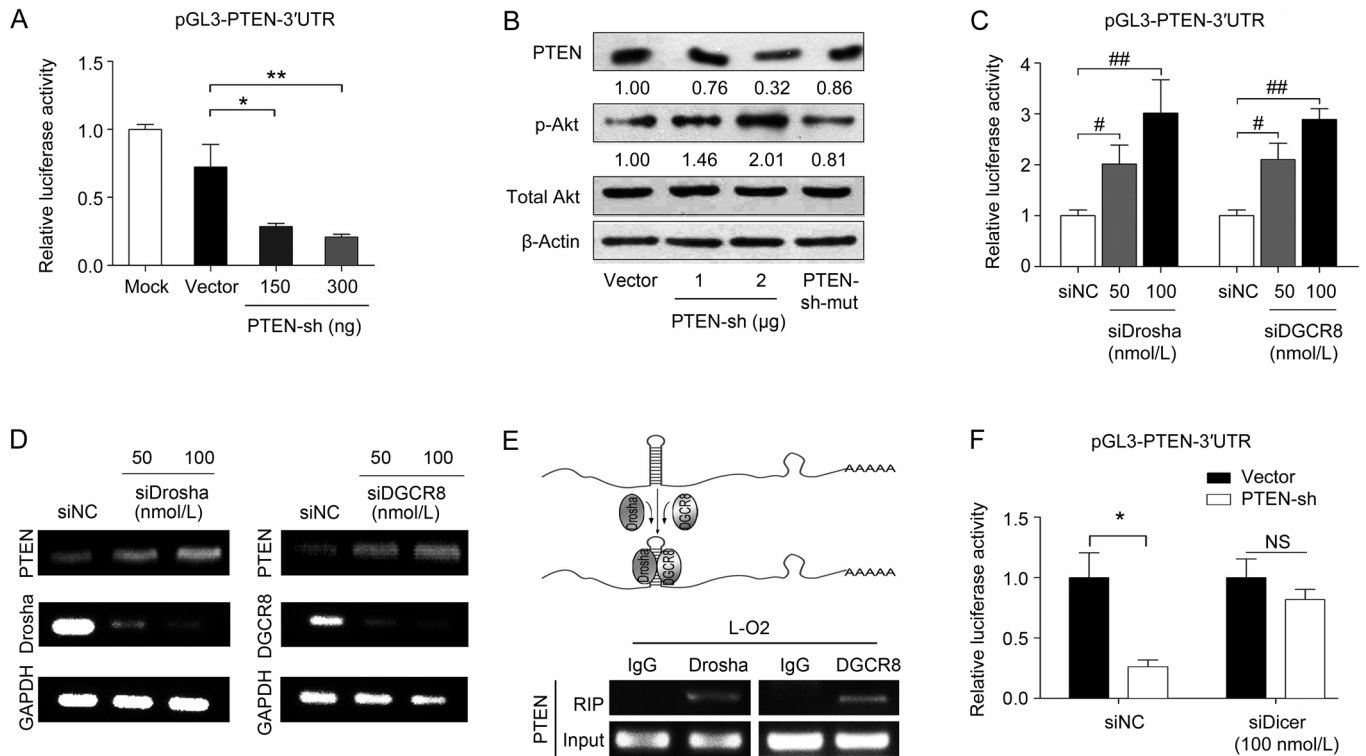 A
pGL3-PTEN-3′UTR
Relative luciferase activity
1.5
1.0
0.5
0.0
*
**
Mock Vector 150 300
PTEN-sh (ng)
B
PTEN
1.00 0.76 0.32 0.86
p-Akt
1.00 1.46 2.01 0.81
Total Akt
β-Actin
Vector 1 2 PTEN-
sh-mut
PTEN-sh (μg)
C
pGL3-PTEN-3′UTR
Relative luciferase activity
5
4
3
2
1
0
## ##
# #
siNC 50 100 siNC 50 100
siDrosha siDGCR8
(nmol/L) (nmol/L)
D
50 100
siDrosha
siNC (nmol/L)
PTEN
Drosha
GAPDH
50 100
siDGCR8
siNC (nmol/L)
PTEN
DGCR8
GAPDH
E
AAAAA
Drosha DGCR8
Drosha DGCR8
AAAAA
L-O2
IgG Drosha IgG DGCR8
PTEN
RIP
Input
F
pGL3-PTEN-3′UTR
Vector
PTEN-sh
Relative luciferase activity
1.5
1.0
0.5
0.0
*
NS
siNC siDicer
(100 nmol/L)